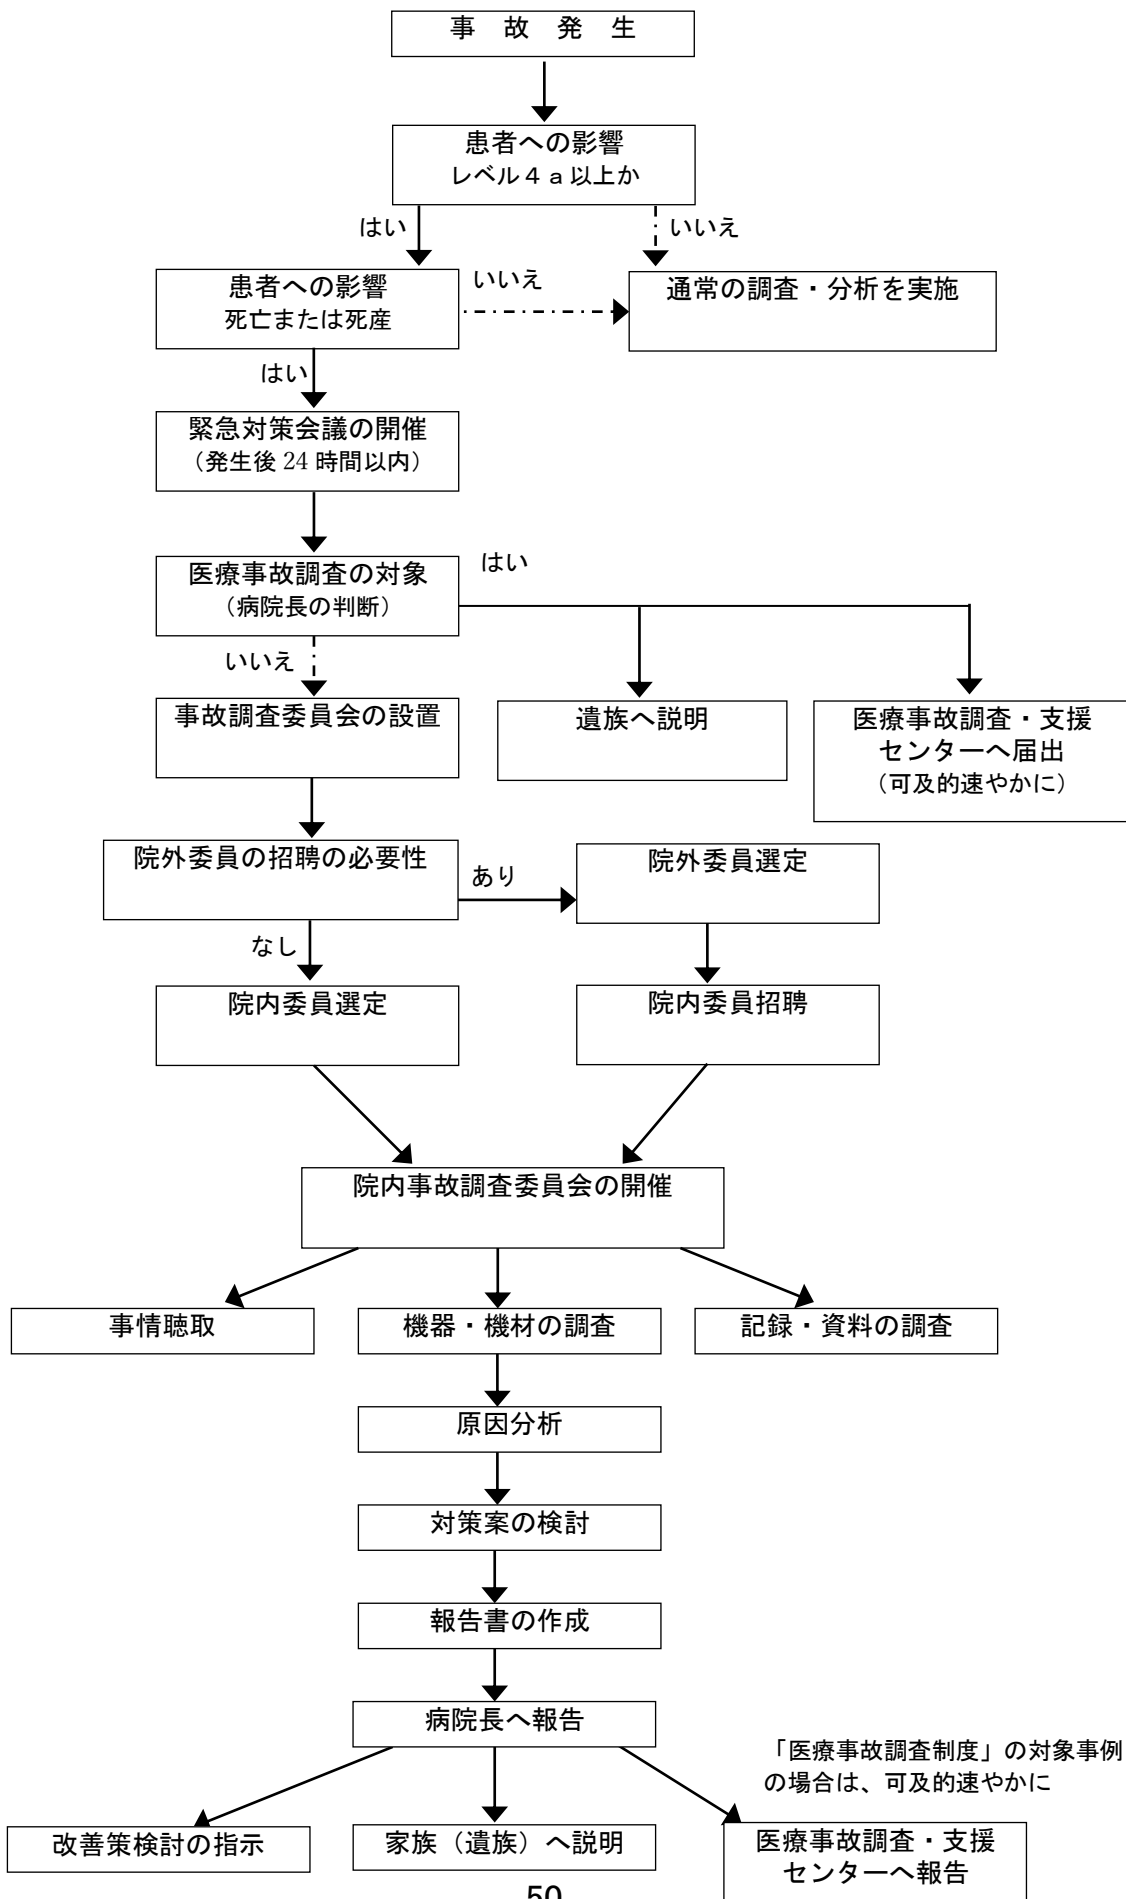 事　故　発　生
患者への影響
レベル４ａ以上か
はい
いいえ
患者への影響
死亡または死産
いいえ
通常の調査・分析を実施
はい
緊急対策会議の開催
（発生後 24 時間以内）
医療事故調査の対象
（病院長の判断）
はい
いいえ
事故調査委員会の設置
遺族へ説明
医療事故調査・支援
センターへ届出
（可及的速やかに）
院外委員の招聘の必要性
あり
院外委員選定
なし
院内委員選定
院内委員招聘
院内事故調査委員会の開催
事情聴取
機器・機材の調査
記録・資料の調査
原因分析
対策案の検討
報告書の作成
病院長へ報告
「医療事故調査制度」の対象事例
の場合は、可及的速やかに
改善策検討の指示
家族（遺族）へ説明
医療事故調査・支援
センターへ報告
50